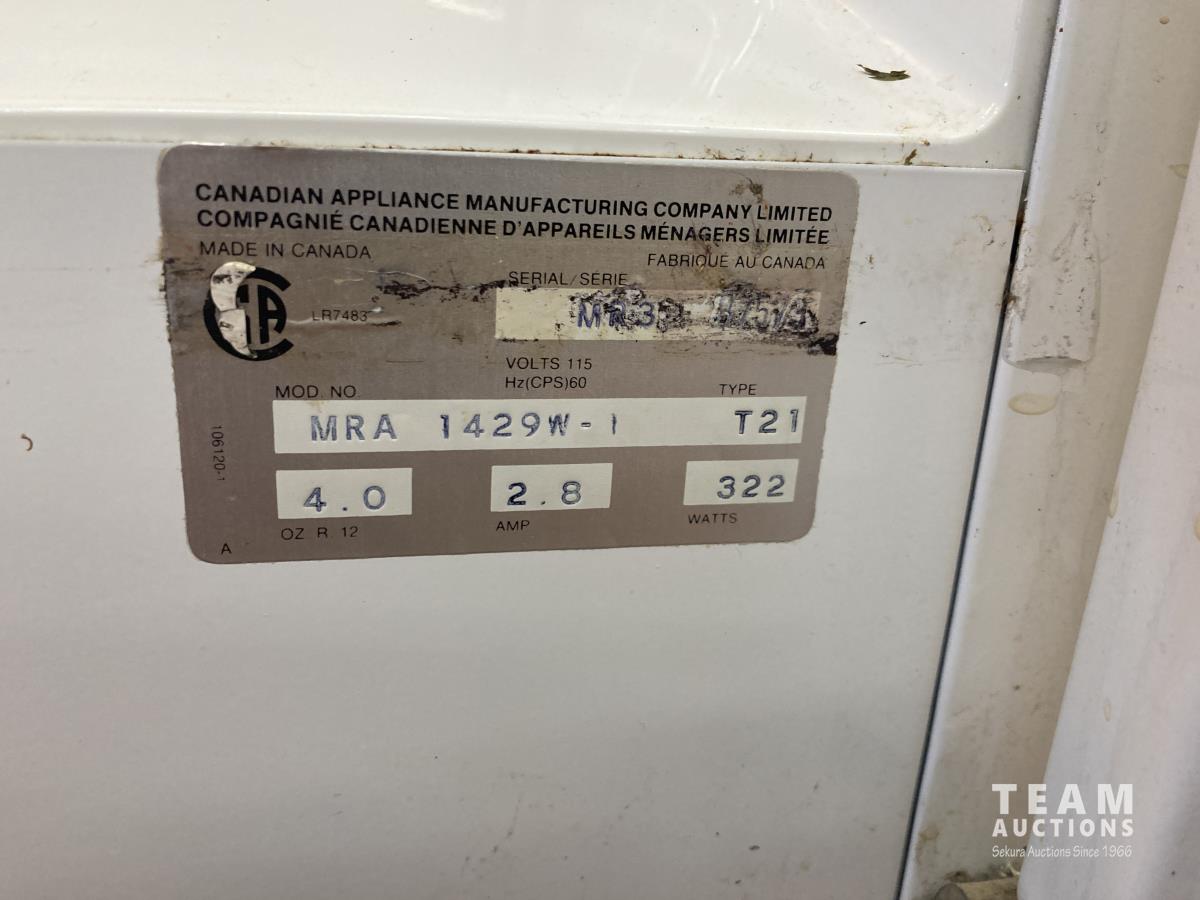 CANADIAN APPLIANCE MANUFACTURING COMPANY LIMITED
COMPAGNIÉ CANADIENNE D'APPAREILS MÉNAGERS LIMITÉE
MADE IN CANADA FABRIQUÉ AU CANADA
SERIAL/SÉRIE
LR7483
VOLTS 115
Hz(CPS)60
MOD. NO. TYPE
MRA 1429W-1 T21
106120-1
4.0 2.8 322
OZ R. 12 AMP WATTS
A
TEAM
AUCTIONS
Sekura Auctions Since 1966